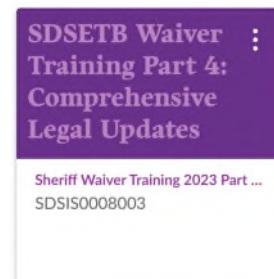 SDSETB Waiver
Training Part 4:
Comprehensive
Legal Updates
Sheriff Waiver Training 2023 Part ...
SDSIS0008003